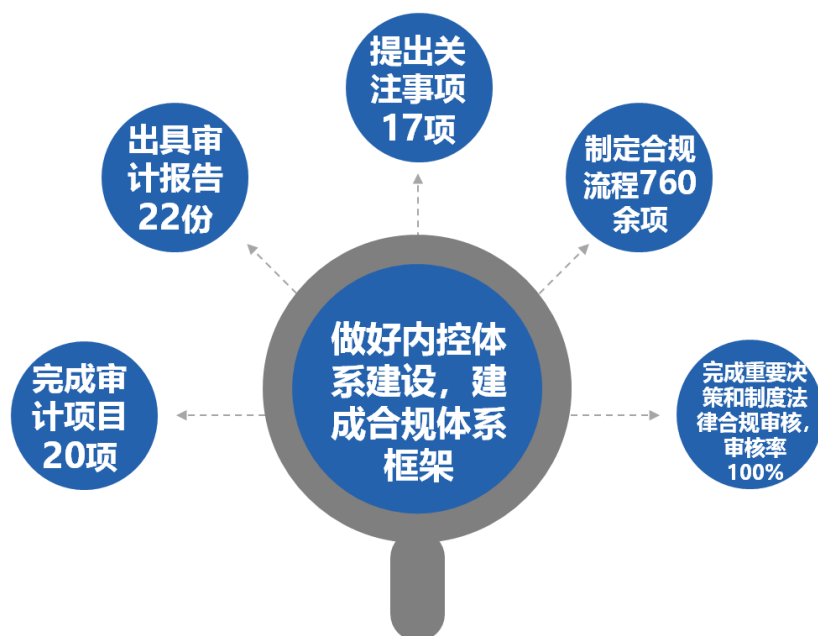 提出关
注事项
17项
出具审
计报告
22份
制定合规
流程760
余项
做好内控体
系建设，建
成合规体系
框架
完成审
计项目
20项
完成重要决
策和制度法
律合规审核，
审核率
100%